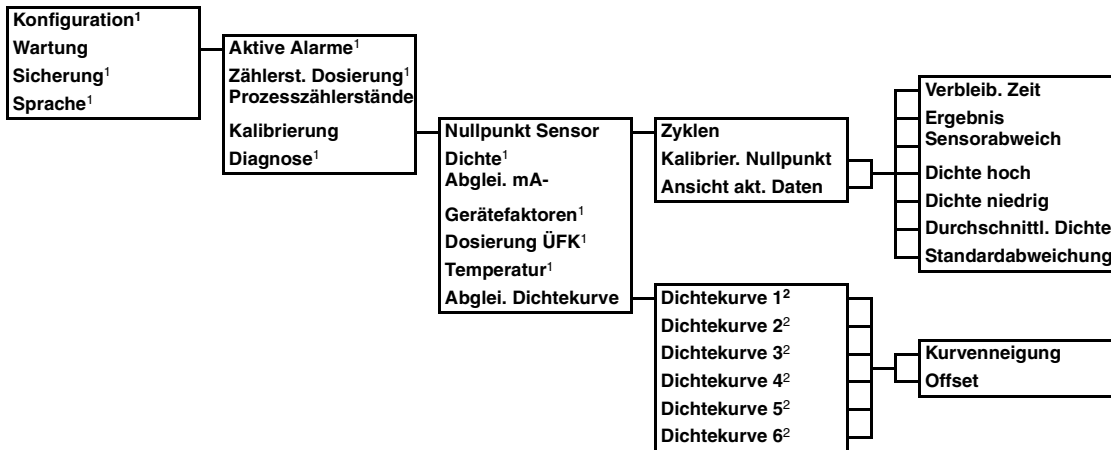 Konfiguration¹
Wartung
Sicherung¹
Sprache¹
Aktive Alarme¹
Zählerst. Dosierung¹
Prozesszählerstände
Kalibrierung
Diagnose¹
Nullpunkt Sensor
Dichte¹
Abglei. mA-
Gerätefaktoren¹
Dosierung ÜFK¹
Temperatur¹
Abglei. Dichtekurve
Zyklen
Kalibrier. Nullpunkt
Ansicht akt. Daten
Verbleib. Zeit
Ergebnis
Sensorabweich
Dichte hoch
Dichte niedrig
Durchschnittl. Dichte
Standardabweichung
Dichtekurve 1²
Dichtekurve 2²
Dichtekurve 3²
Dichtekurve 4²
Dichtekurve 5²
Dichtekurve 6²
Kurvenneigung
Offset